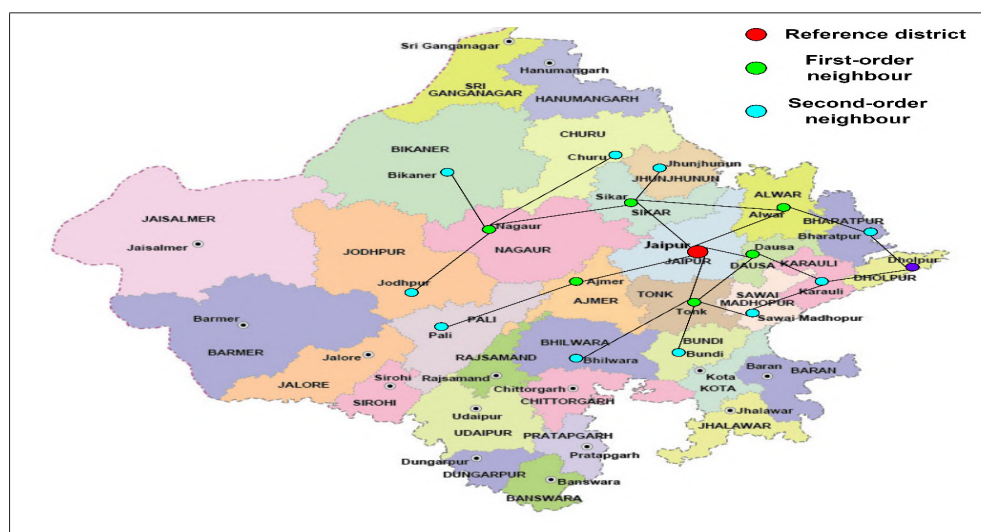 Reference district
First-order
neighbour
Second-order
neighbour
Sri Ganganagar
SRI
GANGANAGAR
Hanumangarh
HANUMANGARH
CHURU
Churu
BIKANER
Bikaner
Jhunjhunun
JHUNJHUNUN
Sikar
SIKAR
ALWAR
Alwar
BHARATPUR
Bharatpur
JAISALMER
Jaisalmer
JODHPUR
Jodhpur
Nagaur
NAGAUR
Jaipur
JAIPUR
Dausa
DAUSA
KARAULI
Karauli
Dholpur
DHOLPUR
Ajmer
AJMER
TONK
Tonk
SAWAI
MADHOPUR
Sawai Madhopur
Barmer
BARMER
PALI
Pali
BHILWARA
Bhilwara
BUNDI
Bundi
Jalore
JALORE
RAJSAMAND
Rajsamand
Sirohi
SIROHI
Chittorgarh
CHITTORGARH
Kota
KOTA
Baran
BARAN
Udaipur
UDAIPUR
Jhalawar
JHALAWAR
PRATAPGARH
Pratapgarh
Dungarpur
DUNGARPUR
Banswara
BANSWARA